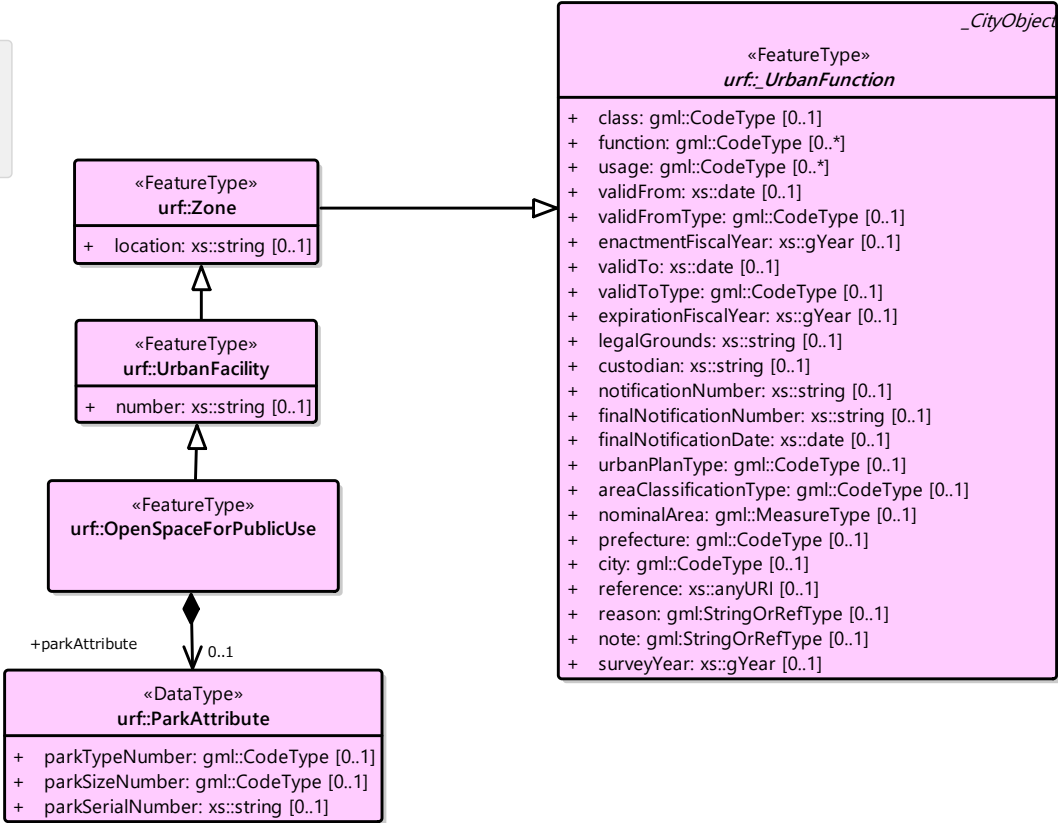 _CityObject
«FeatureType»
urf::_UrbanFunction
+ class: gml::CodeType [0..1]
+ function: gml::CodeType [0..*]
+ usage: gml::CodeType [0..*]
+ validFrom: xs::date [0..1]
+ validFromType: gml::CodeType [0..1]
+ enactmentFiscalYear: xs::gYear [0..1]
+ validTo: xs::date [0..1]
+ validToType: gml::CodeType [0..1]
+ expirationFiscalYear: xs::gYear [0..1]
+ legalGrounds: xs::string [0..1]
+ custodian: xs::string [0..1]
+ notificationNumber: xs::string [0..1]
+ finalNotificationNumber: xs::string [0..1]
+ finalNotificationDate: xs::date [0..1]
+ urbanPlanType: gml::CodeType [0..1]
+ areaClassificationType: gml::CodeType [0..1]
+ nominalArea: gml::MeasureType [0..1]
+ prefecture: gml::CodeType [0..1]
+ city: gml::CodeType [0..1]
+ reference: xs::anyURI [0..1]
+ reason: gml:StringOrRefType [0..1]
+ note: gml:StringOrRefType [0..1]
+ surveyYear: xs::gYear [0..1]
«FeatureType»
urf::Zone
+ location: xs::string [0..1]
«FeatureType»
urf::UrbanFacility
+ number: xs::string [0..1]
«FeatureType»
urf::OpenSpaceForPublicUse
+parkAttribute
0..1
«DataType»
urf::ParkAttribute
+ parkTypeNumber: gml::CodeType [0..1]
+ parkSizeNumber: gml::CodeType [0..1]
+ parkSerialNumber: xs::string [0..1]